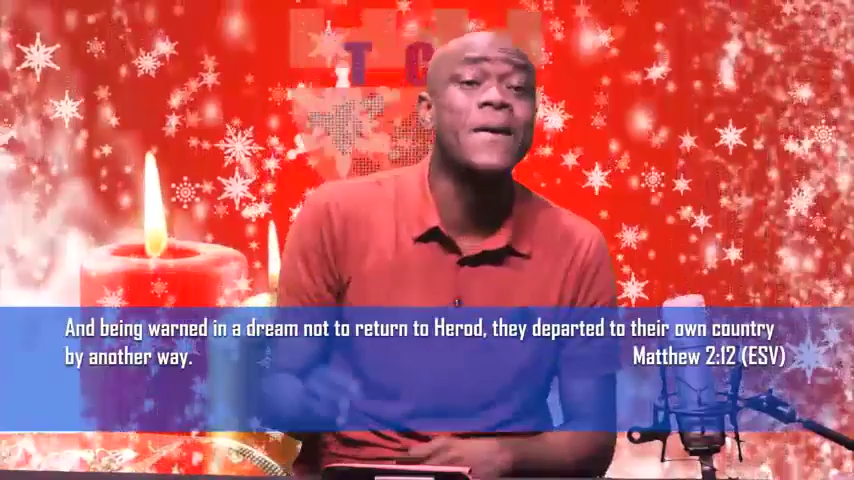 T C
And being warned in a dream not to return to Herod, they departed to their own country
by another way. Matthew 2:12 (ESV)